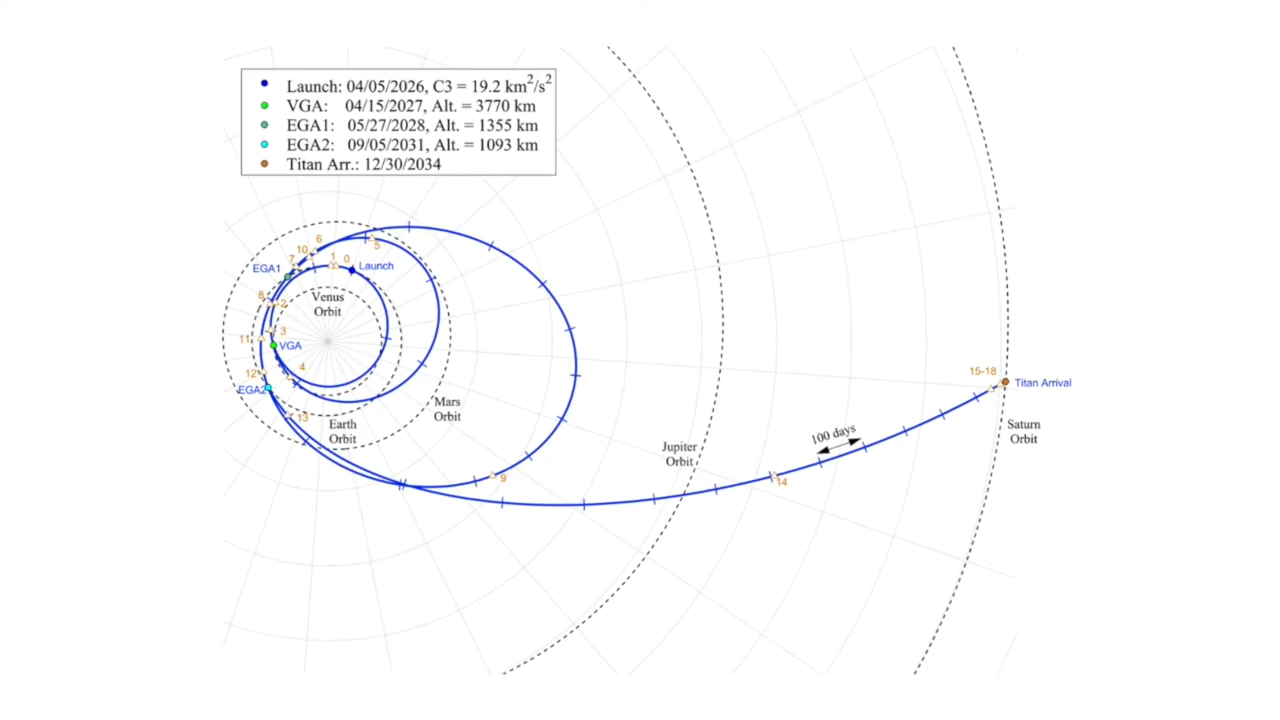 Launch: 04/05/2026, C3 = 19.2 km²/s²
VGA: 04/15/2027, Alt. = 3770 km
EGA1: 05/27/2028, Alt. = 1355 km
EGA2: 09/05/2031, Alt. = 1093 km
Titan Arr.: 12/30/2034
6
5
10
7
1
0
Launch
EGA1
8
2
Venus
Orbit
3
11
VGA
4
12
EGA2
13
Earth
Orbit
Mars
Orbit
9
Jupiter
Orbit
100 days
14
15-18
Titan Arrival
Saturn
Orbit